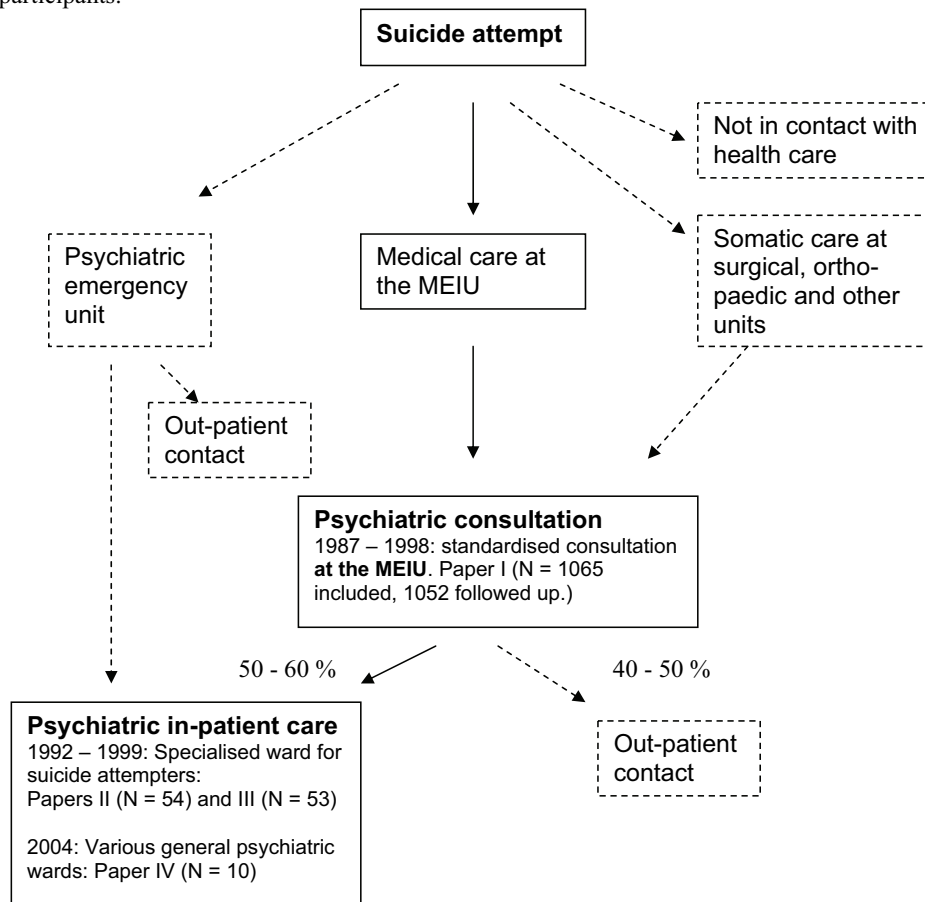 participants.
Suicide attempt
Not in contact with
health care
Psychiatric
emergency
unit
Medical care at
the MEIU
Somatic care at
surgical, ortho-
paedic and other
units
Out-patient
contact
Psychiatric consultation
1987 – 1998: standardised consultation
at the MEIU. Paper I (N = 1065
included, 1052 followed up.)
50 - 60 %
40 - 50 %
Psychiatric in-patient care
1992 – 1999: Specialised ward for
suicide attempters:
Papers II (N = 54) and III (N = 53)
2004: Various general psychiatric
wards: Paper IV (N = 10)
Out-patient
contact